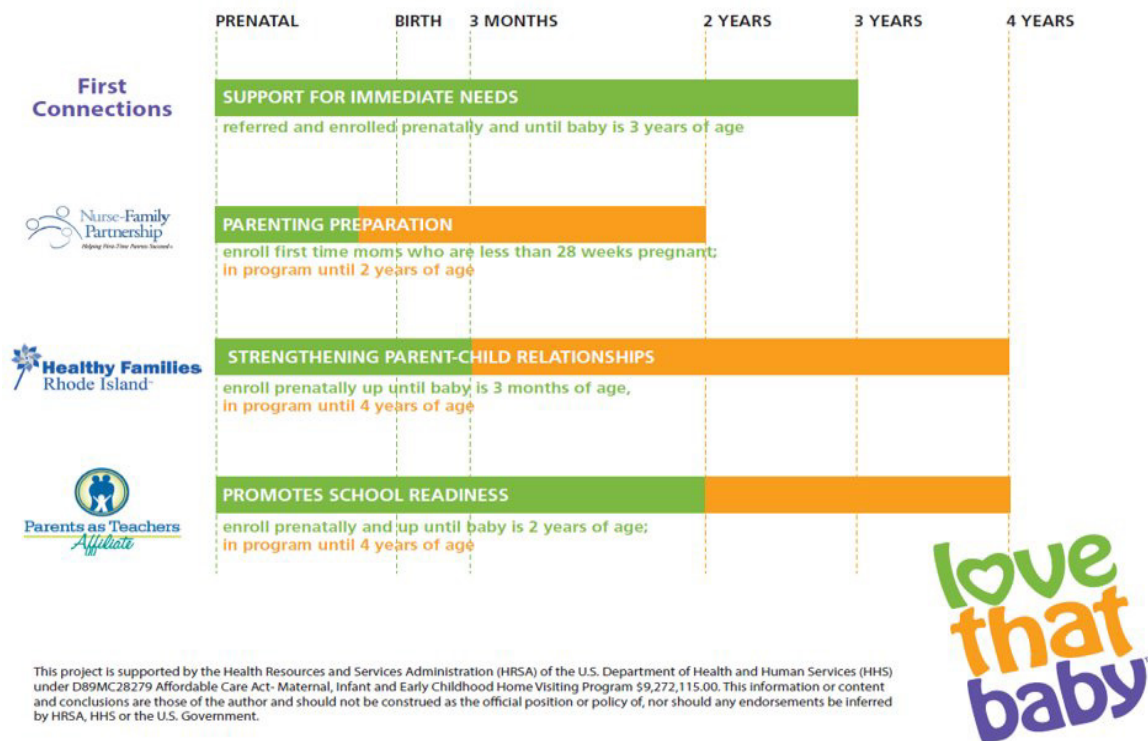 PRENATAL BIRTH 3 MONTHS 2 YEARS 3 YEARS 4 YEARS
First
Connections
SUPPORT FOR IMMEDIATE NEEDS
referred and enrolled prenatally and until baby is 3 years of age
Nurse-Family
Partnership
Helping First-Time Parents Succeed
PARENTING PREPARATION
enroll first time moms who are less than 28 weeks pregnant;
in program until 2 years of age
Healthy Families
Rhode Island
STRENGTHENING PARENT-CHILD RELATIONSHIPS
enroll prenatally up until baby is 3 months of age,
in program until 4 years of age
Parents as Teachers
Affiliate
PROMOTES SCHOOL READINESS
enroll prenatally and up until baby is 2 years of age;
in program until 4 years of age
love
that
baby
This project is supported by the Health Resources and Services Administration (HRSA) of the U.S. Department of Health and Human Services (HHS)
under D89MC28279 Affordable Care Act- Maternal, Infant and Early Childhood Home Visiting Program $9,272,115.00. This information or content
and conclusions are those of the author and should not be construed as the official position or policy of, nor should any endorsements be inferred
by HRSA, HHS or the U.S. Government.